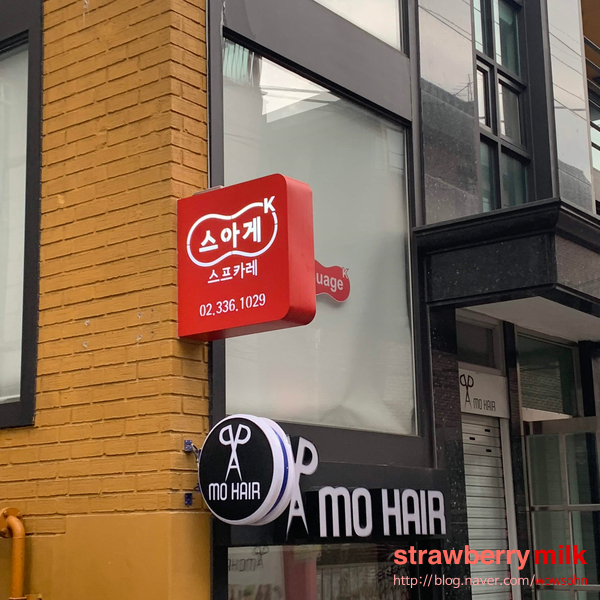 K
스아게
스프카레
02.336.1029
uage K
MO HAIR
MO HAIR
MO HAIR
strawberry milk
http://blog.naver.com/